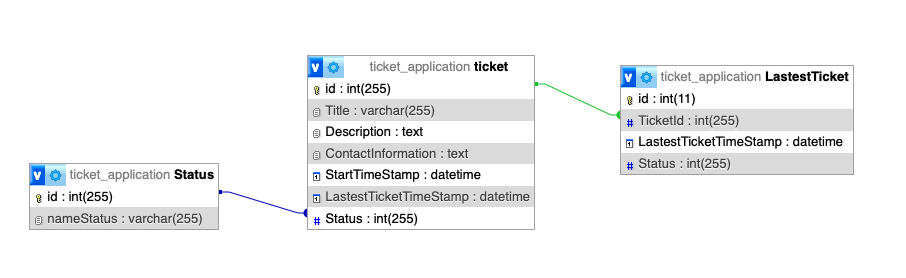 ticket_application Status
id : int(255)
nameStatus : varchar(255)
v ticket_application ticket
id : int(255)
Title : varchar(255)
Description : text
ContactInformation : text
StartTimeStamp : datetime
LastestTicketTimeStamp : datetime
# Status : int(255)
v ticket_application LastestTicket
id : int(11)
# TicketId : int(255)
LastestTicketTimeStamp : datetime
# Status : int(255)